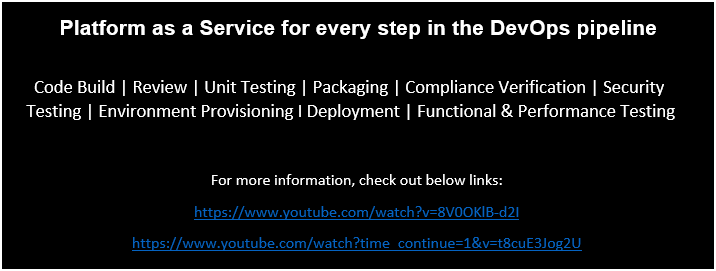 Platform as a Service for every step in the DevOps pipeline
Code Build | Review | Unit Testing | Packaging | Compliance Verification | Security
Testing | Environment Provisioning I Deployment | Functional & Performance Testing
For more information, check out below links:
https://www.youtube.com/watch?v=8V0OKlB-d2I
https://www.youtube.com/watch?time_continue=1&v=t8cuE3Jog2U